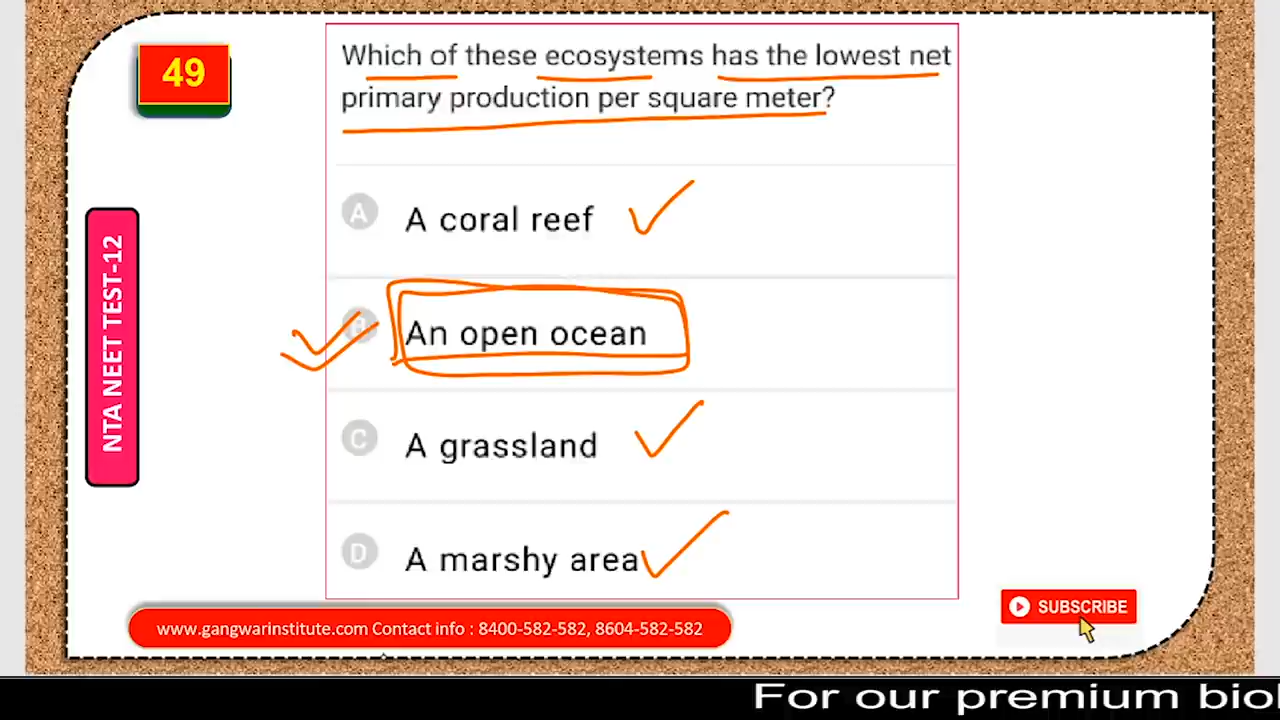 49
Which of these ecosystems has the lowest net
primary production per square meter?
A A coral reef
B An open ocean
C A grassland
D A marshy area
NTA NEET TEST-12
www.gangwarinstitute.com Contact info : 8400-582-582, 8604-582-582
SUBSCRIBE
For our premium bio